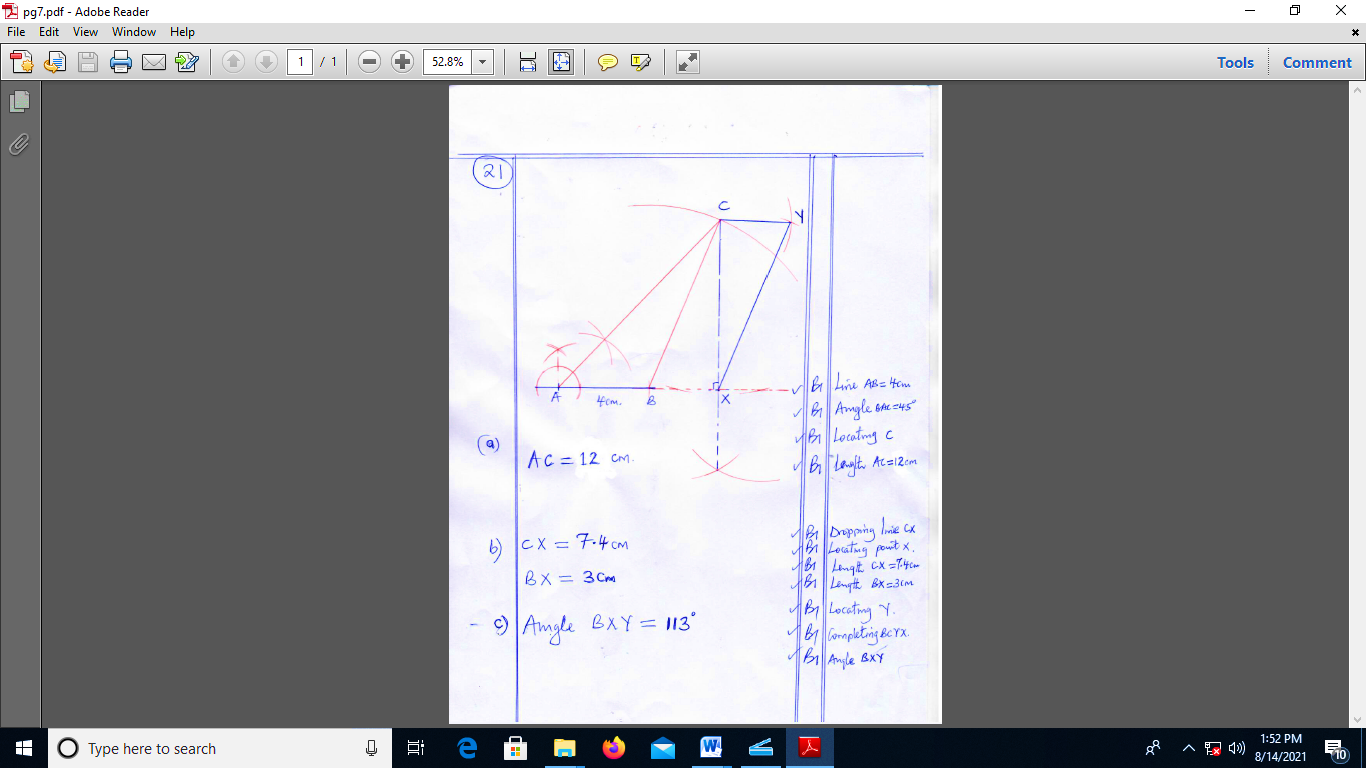 pg7.pdf - Adobe Reader
File Edit View Window Help
1 / 1 52.8% Tools Comment
21
C
Y
A 4cm. B X
B1 Line AB = 4cm
B1 Angle BAC = 45°
B1 Locating C
B1 Length AC = 12cm
(a) AC = 12 cm.
b) CX = 7.4 cm
BX = 3cm
B1 Dropping line CX
B1 Locating point X.
B1 Length CX = 7.4cm
B1 Length BX = 3cm
B1 Locating Y.
B1 Completing BCYX.
B1 Angle BXY
- c) Angle BXY = 113°
Type here to search
1:52 PM
8/14/2021
10